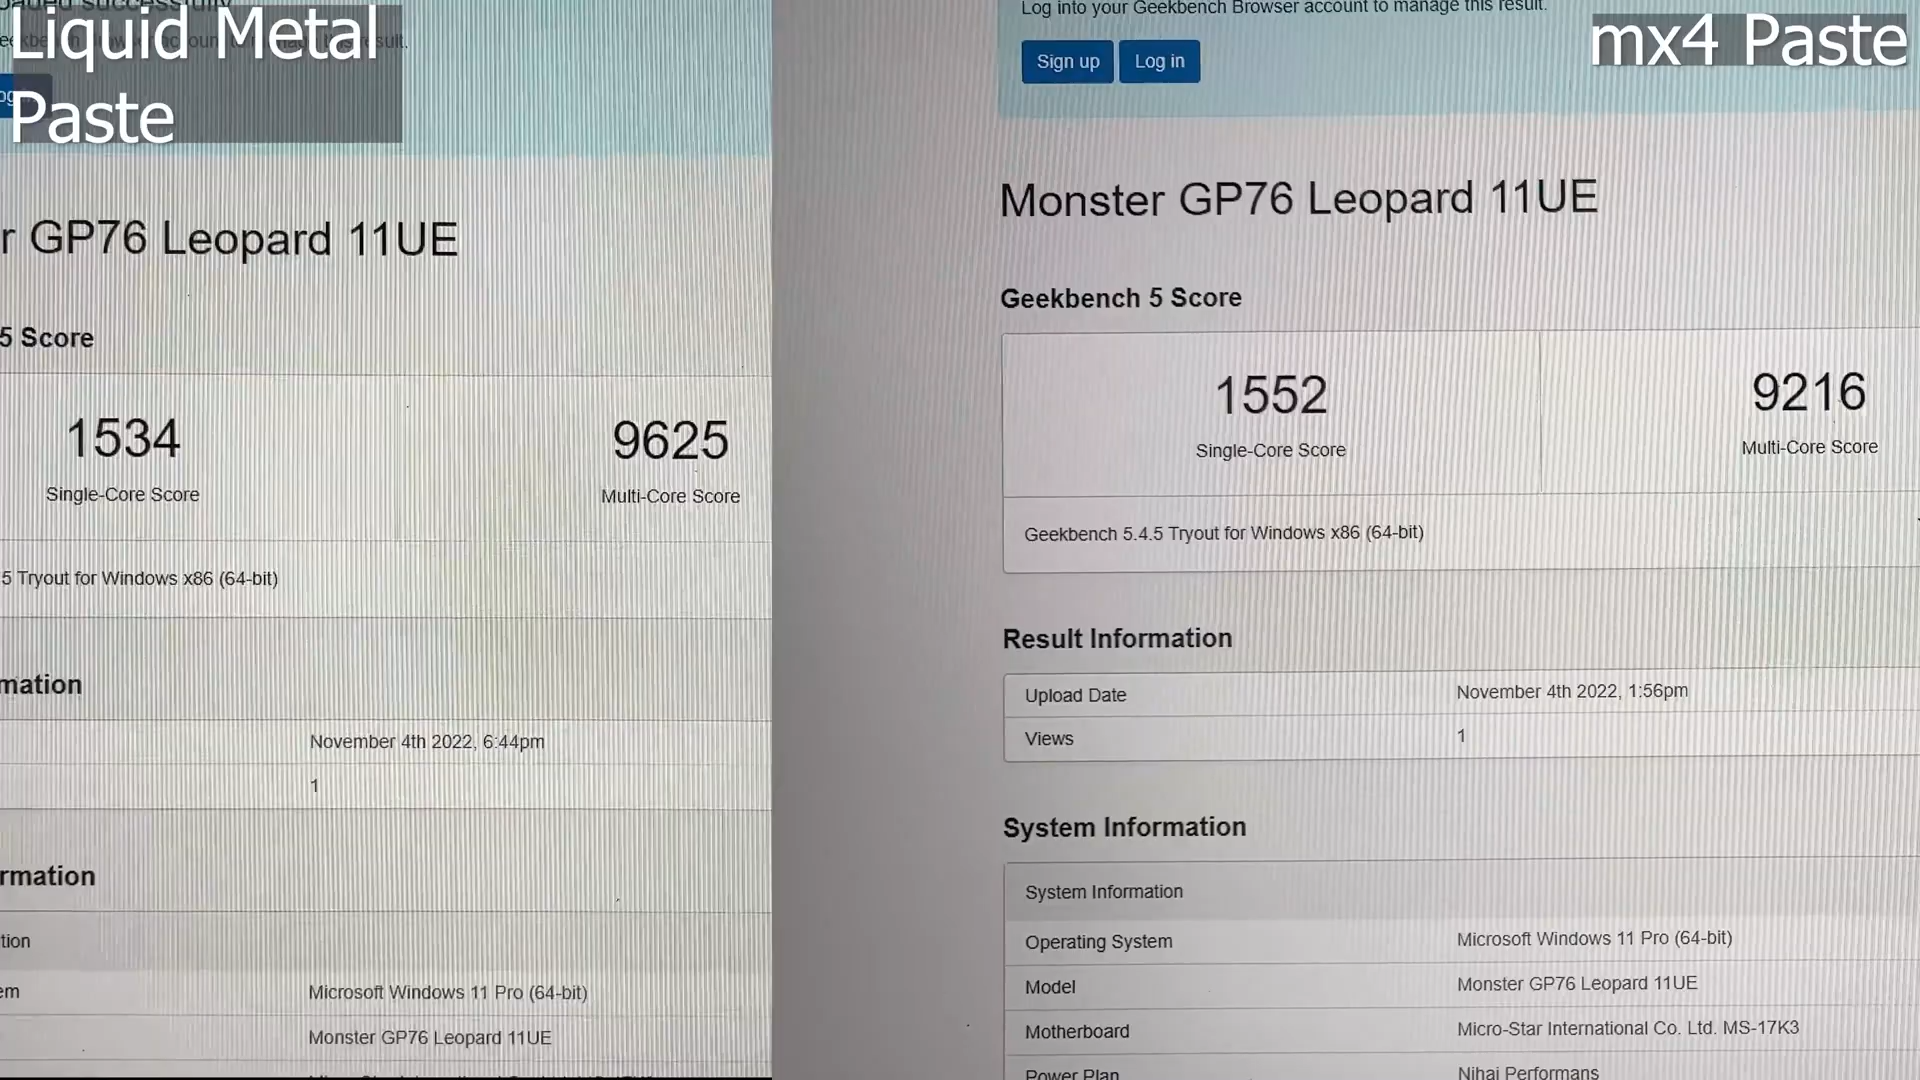 Liquid Metal
Paste
r GP76 Leopard 11UE
5 Score
1534
9625
Single-Core Score
Multi-Core Score
5 Tryout for Windows x86 (64-bit)
mation
November 4th 2022, 6:44pm
1
rmation
tion
em
Microsoft Windows 11 Pro (64-bit)
Monster GP76 Leopard 11UE
mx4 Paste
Log into your Geekbench Browser account to manage this result.
Sign up
Log in
Monster GP76 Leopard 11UE
Geekbench 5 Score
1552
9216
Single-Core Score
Multi-Core Score
Geekbench 5.4.5 Tryout for Windows x86 (64-bit)
Result Information
Upload Date
November 4th 2022, 1:56pm
Views
1
System Information
System Information
Operating System
Microsoft Windows 11 Pro (64-bit)
Model
Monster GP76 Leopard 11UE
Motherboard
Micro-Star International Co. Ltd. MS-17K3
Power Plan
Nihai Performans